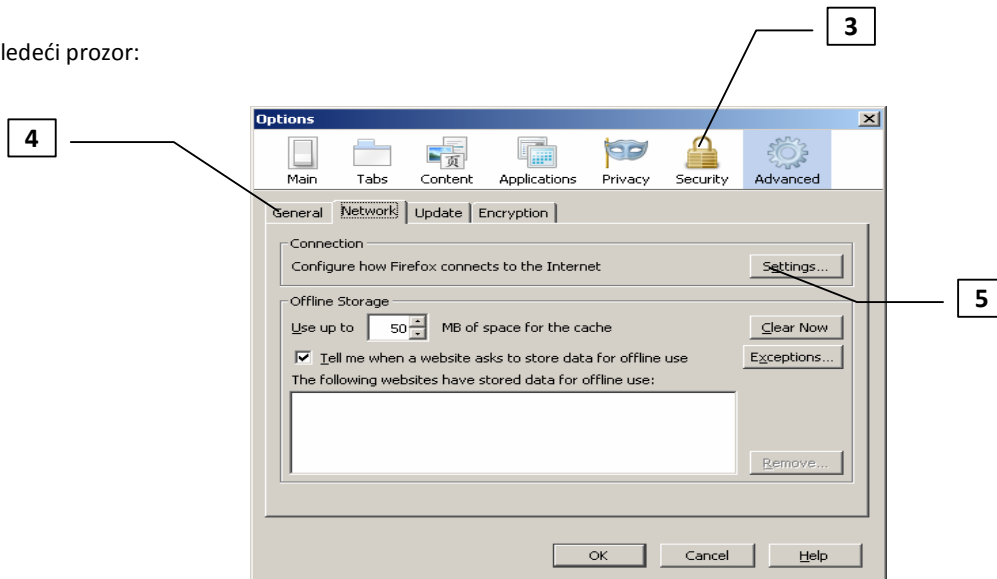 3
ledeći prozor:
4
Options
Main Tabs Content Applications Privacy Security Advanced
General Network Update Encryption
Connection
Configure how Firefox connects to the Internet Settings...
5
Offline Storage
Use up to 50 MB of space for the cache Clear Now
Tell me when a website asks to store data for offline use Exceptions...
The following websites have stored data for offline use:
Remove...
OK Cancel Help